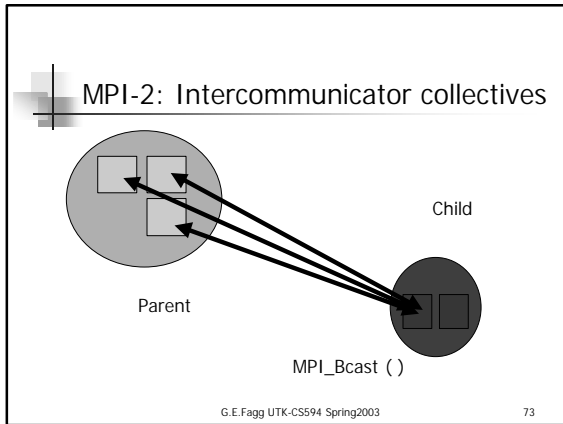 MPI-2: Intercommunicator collectives
Child
Parent
MPI_Bcast ( )
G.E.Fagg UTK-CS594 Spring2003
73